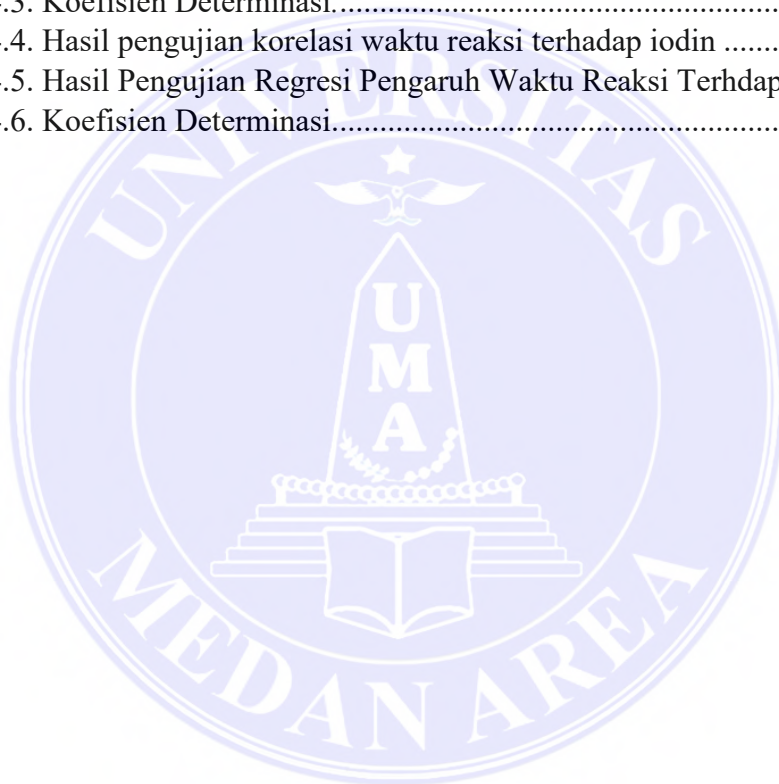 .3. Koefisien Determinasi...........................................................
.4. Hasil pengujian korelasi waktu reaksi terhadap iodin .......
.5. Hasil Pengujian Regresi Pengaruh Waktu Reaksi Terhdap
.6. Koefisien Determinasi...........................................................
UNIVERSITAS
U
M
A
MEDAN AREA